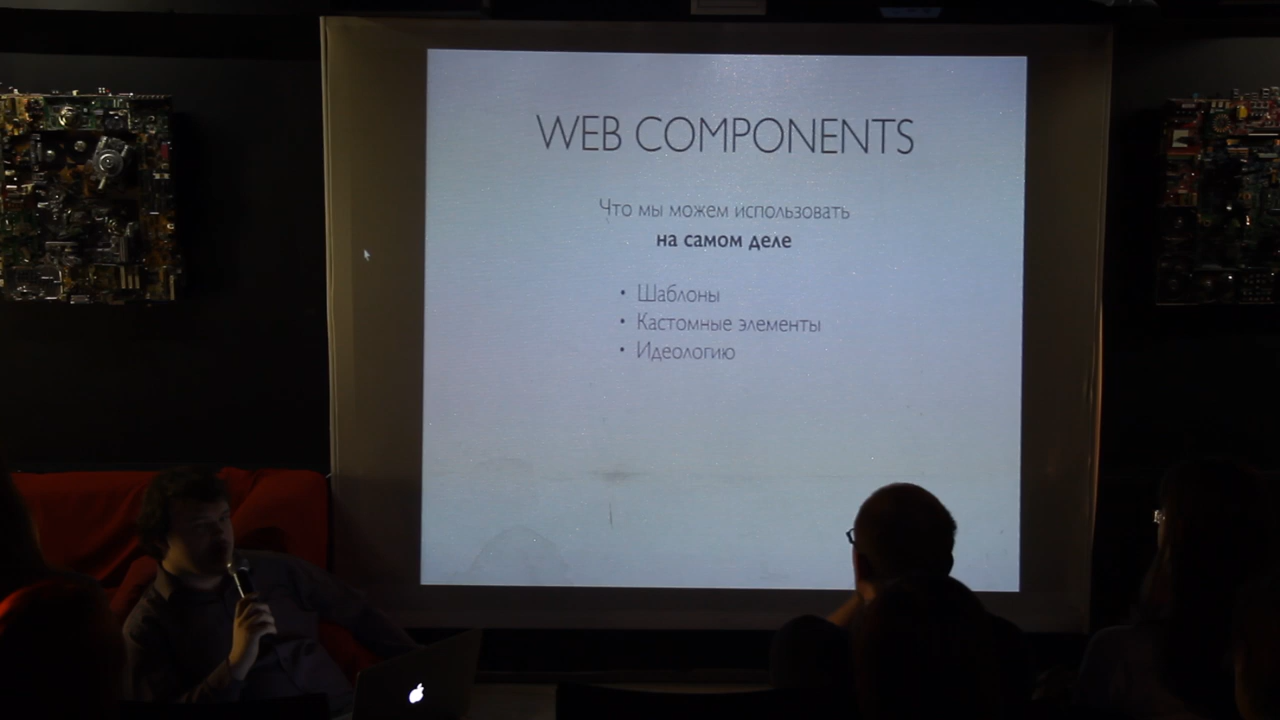 WEB COMPONENTS
Что мы можем использовать
на самом деле
• Шаблоны
• Кастомные элементы
• Идеологию